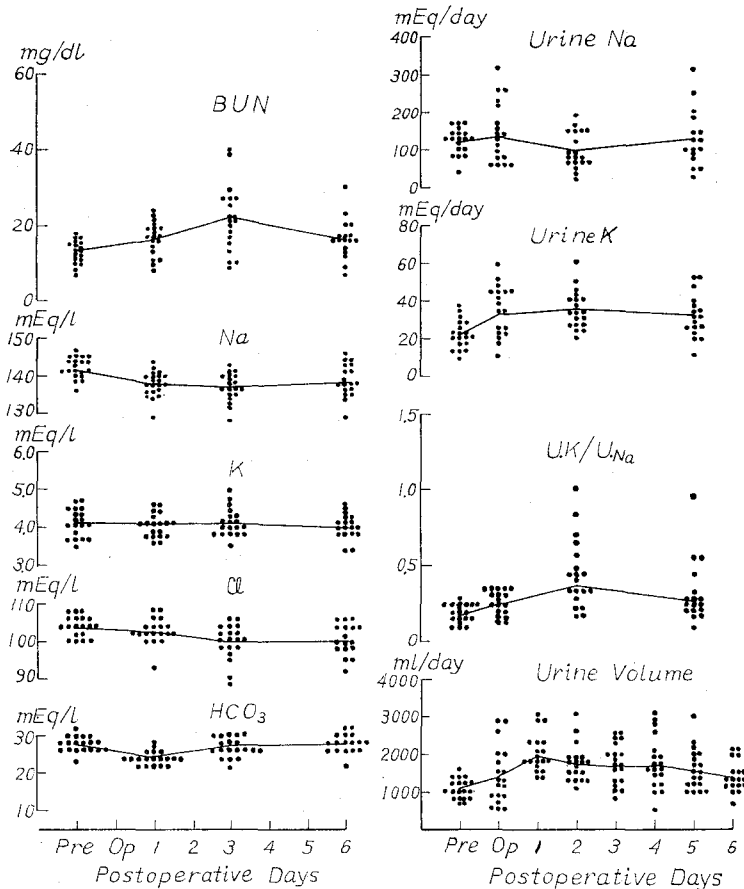 mg/dl
BUN
60
40
20
0
mEq/l
Na
150
140
130
mEq/l
K
6.0
5.0
4.0
3.0
mEq/l
Cl
110
100
90
mEq/l
HCO3
30
20
10
Pre Op 1 2 3 4 5 6
Postoperative Days
mEq/day
Urine Na
400
300
200
100
0
mEq/day
Urine K
80
60
40
20
0
U.K/U.Na
1.5
1.0
0.5
0
ml/day
Urine Volume
3000
2000
1000
Pre Op 1 2 3 4 5 6
Postoperative Days